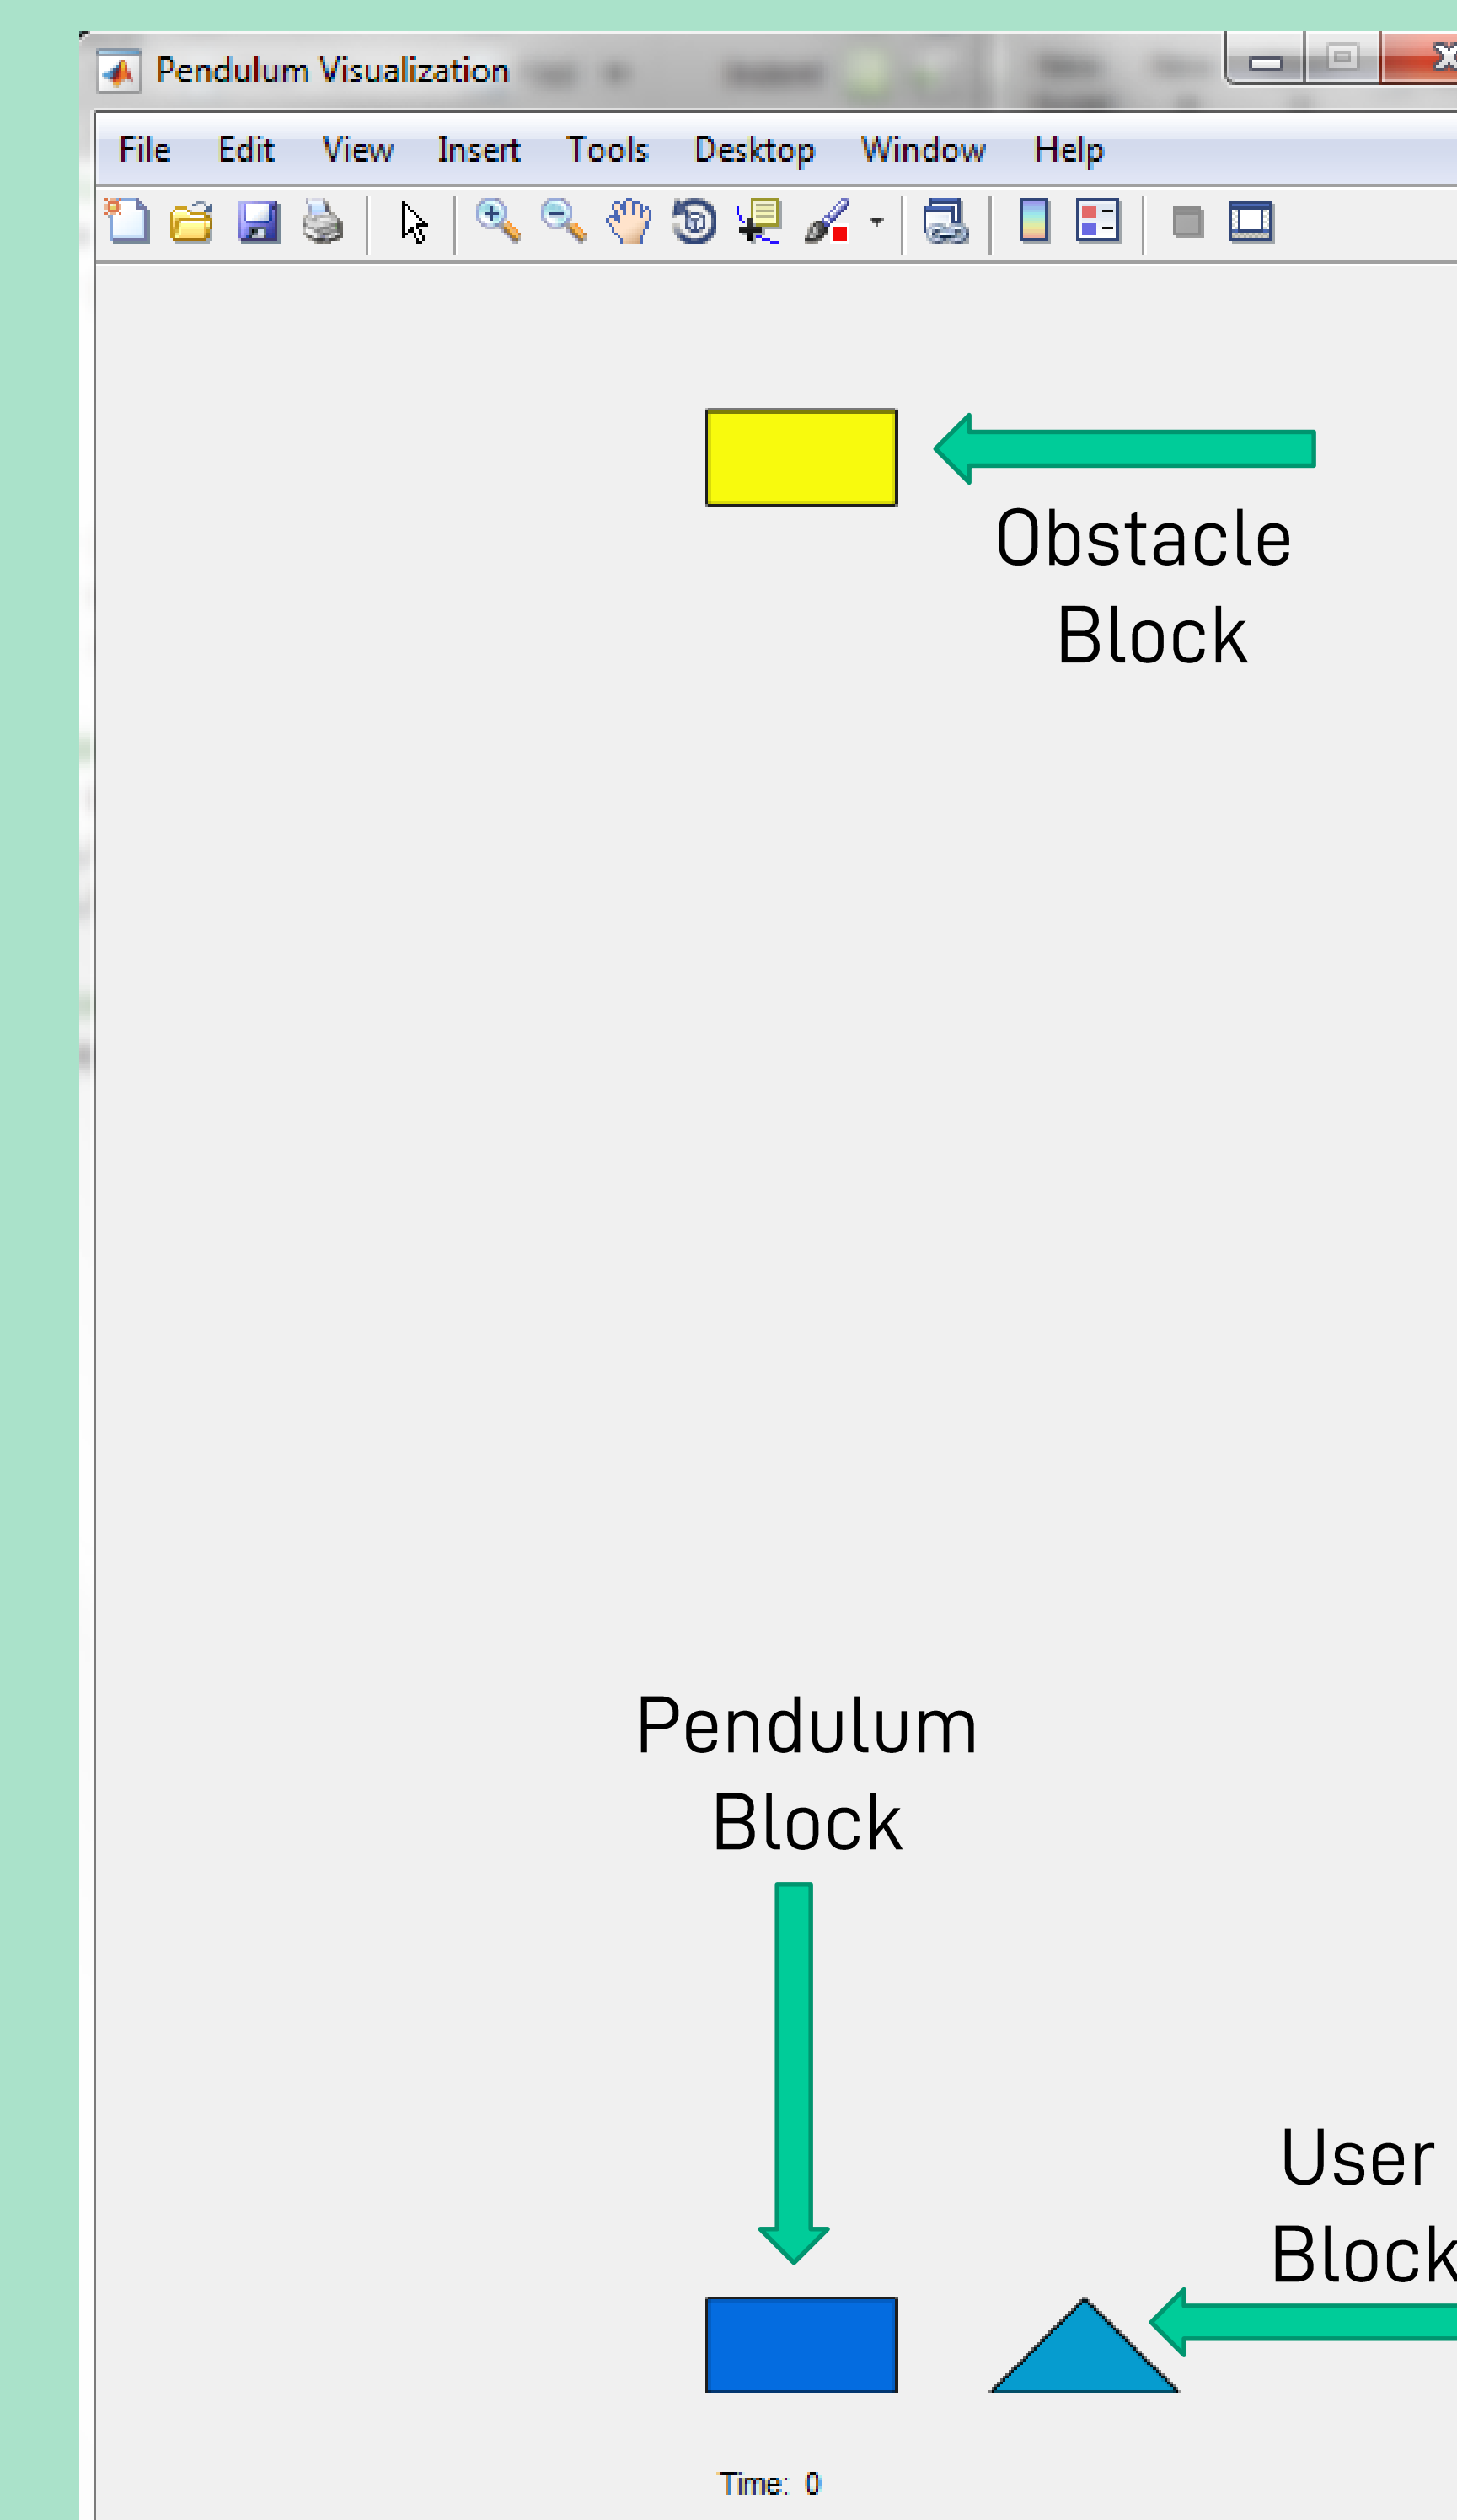 Pendulum Visualization
File Edit View Insert Tools Desktop Window Help
Obstacle
Block
Pendulum
Block
User
Block
Time: 0